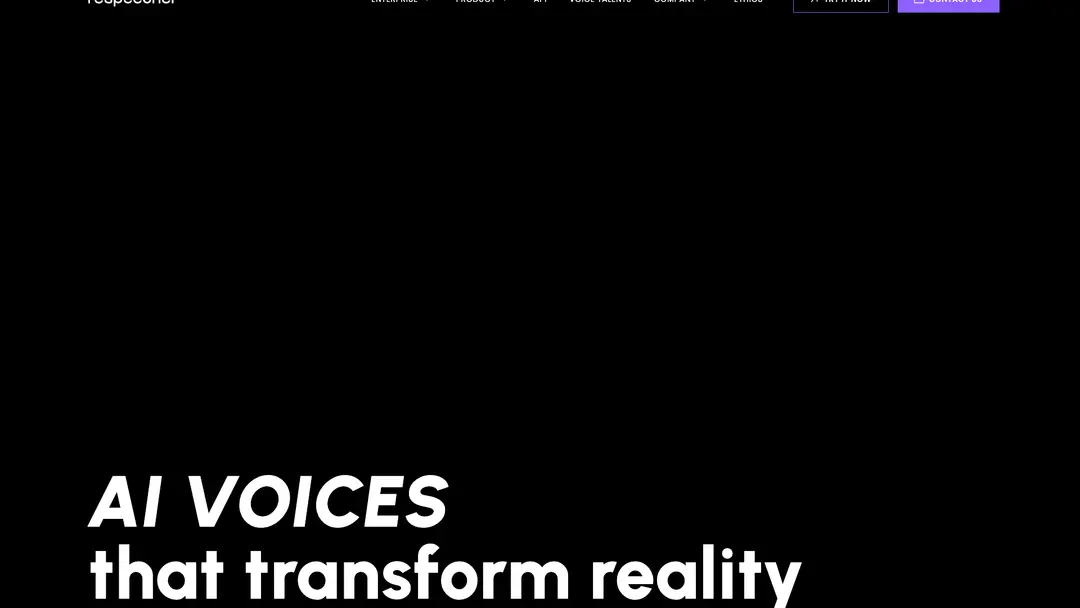 respeecher
ENTERPRISE PRODUCT API VOICE TALENTS COMPANY ETHICS TRY IT NOW CONTACT US
AI VOICES
that transform reality